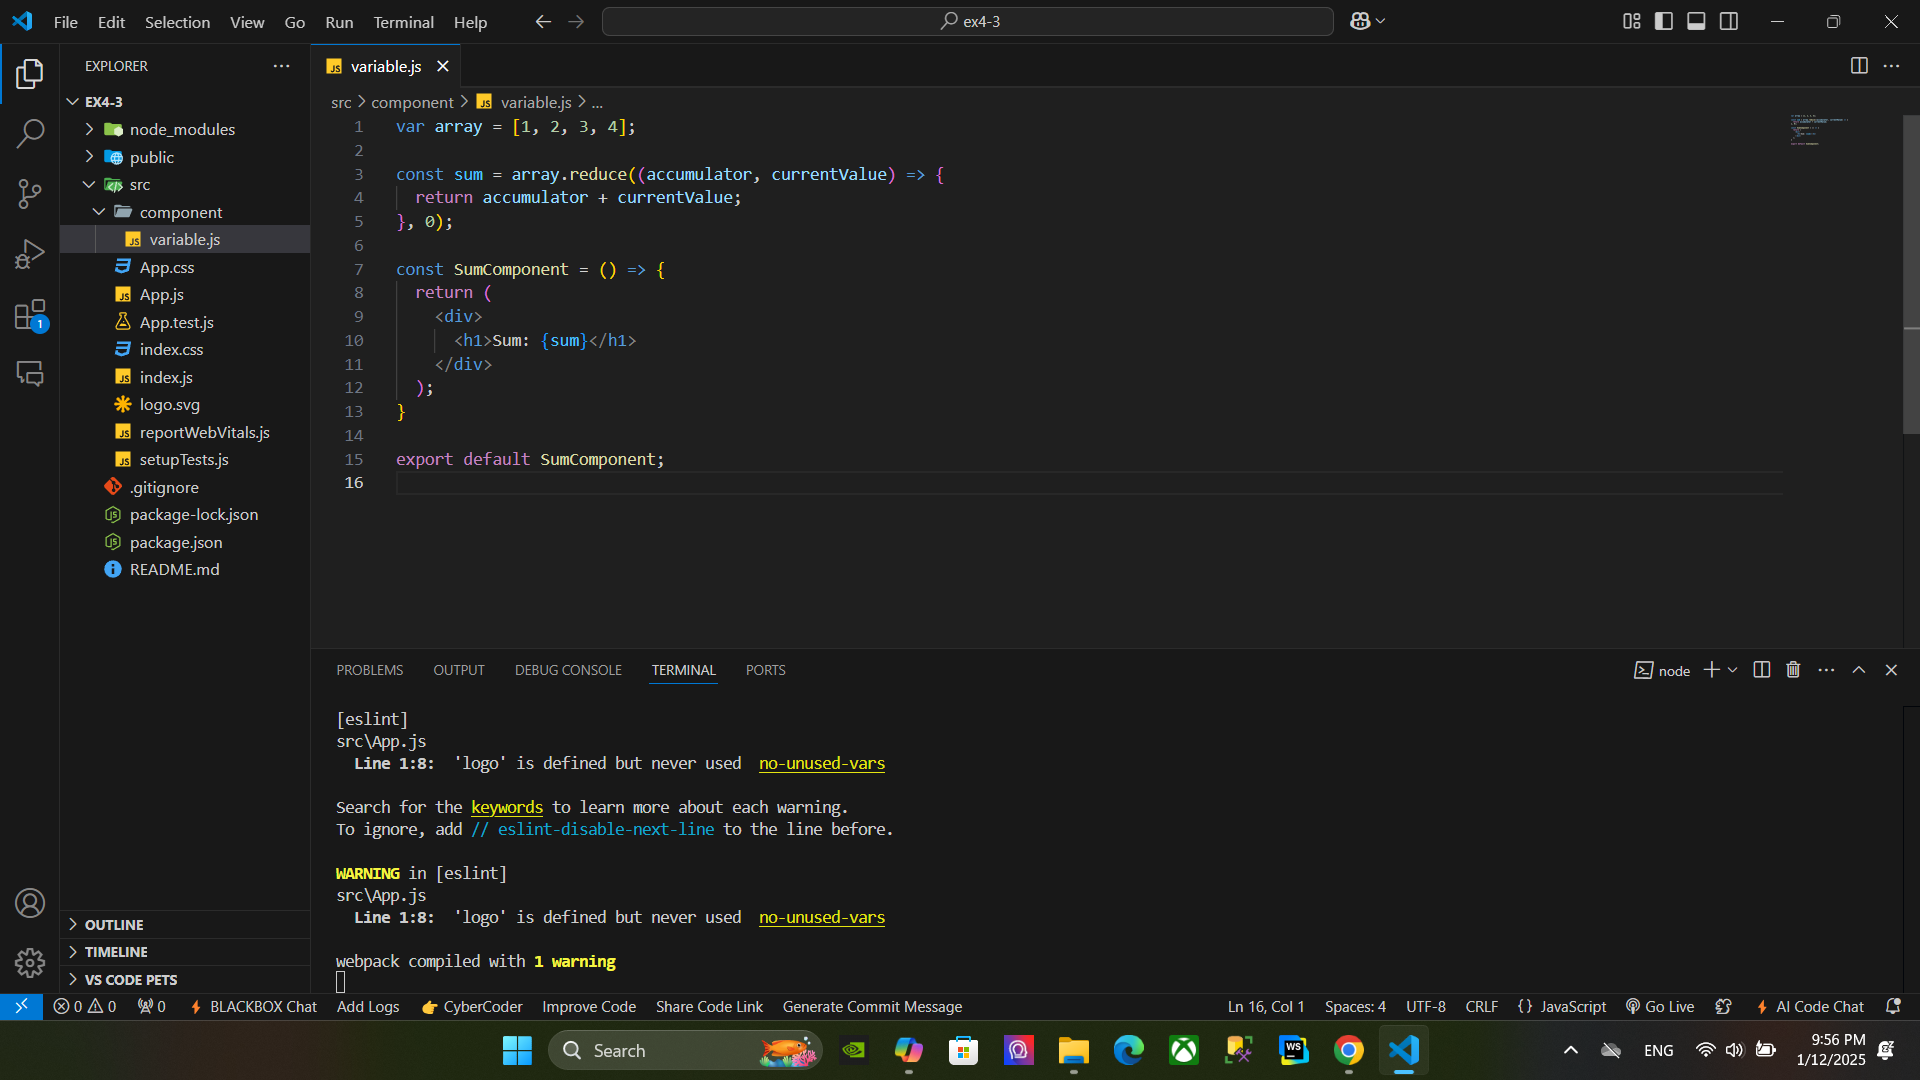 File Edit Selection View Go Run Terminal Help
ex4-3
EXPLORER
EX4-3
node_modules
public
src
component
variable.js
App.css
App.js
App.test.js
index.css
index.js
logo.svg
reportWebVitals.js
setupTests.js
.gitignore
package-lock.json
package.json
README.md
OUTLINE
TIMELINE
VS CODE PETS
1
variable.js
src > component > JS variable.js > ...
1 var array = [1, 2, 3, 4];
2
3 const sum = array.reduce((accumulator, currentValue) => {
4 return accumulator + currentValue;
5 }, 0);
6
7 const SumComponent = () => {
8 return (
9 <div>
10 <h1>Sum: {sum}</h1>
11 </div>
12 );
13 }
14
15 export default SumComponent;
16
PROBLEMS OUTPUT DEBUG CONSOLE TERMINAL PORTS
node
[eslint]
src\App.js
Line 1:8: 'logo' is defined but never used no-unused-vars
Search for the keywords to learn more about each warning.
To ignore, add // eslint-disable-next-line to the line before.
WARNING in [eslint]
src\App.js
Line 1:8: 'logo' is defined but never used no-unused-vars
webpack compiled with 1 warning
0 0 0 BLACKBOX Chat Add Logs CyberCoder Improve Code Share Code Link Generate Commit Message
Ln 16, Col 1 Spaces: 4 UTF-8 CRLF {} JavaScript Go Live AI Code Chat
Search
WS
ENG
9:56 PM
1/12/2025